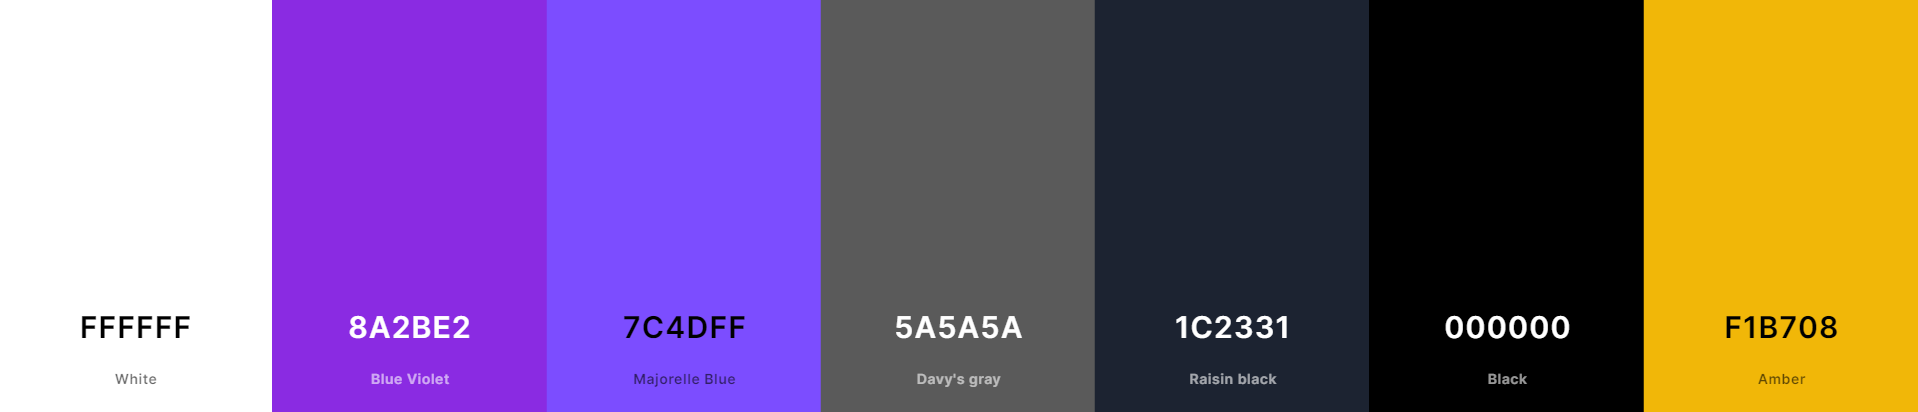 FFFFFF
White
8A2BE2
Blue Violet
7C4DFF
Majorelle Blue
5A5A5A
Davy's gray
1C2331
Raisin black
000000
Black
F1B708
Amber